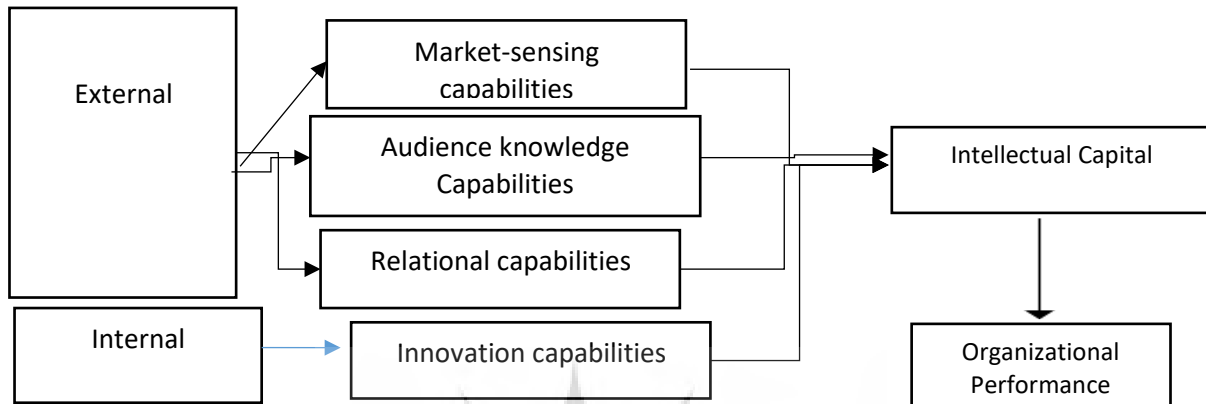 External
Market-sensing
capabilities
Audience knowledge
Capabilities
Relational capabilities
Internal
Innovation capabilities
Intellectual Capital
Organizational
Performance